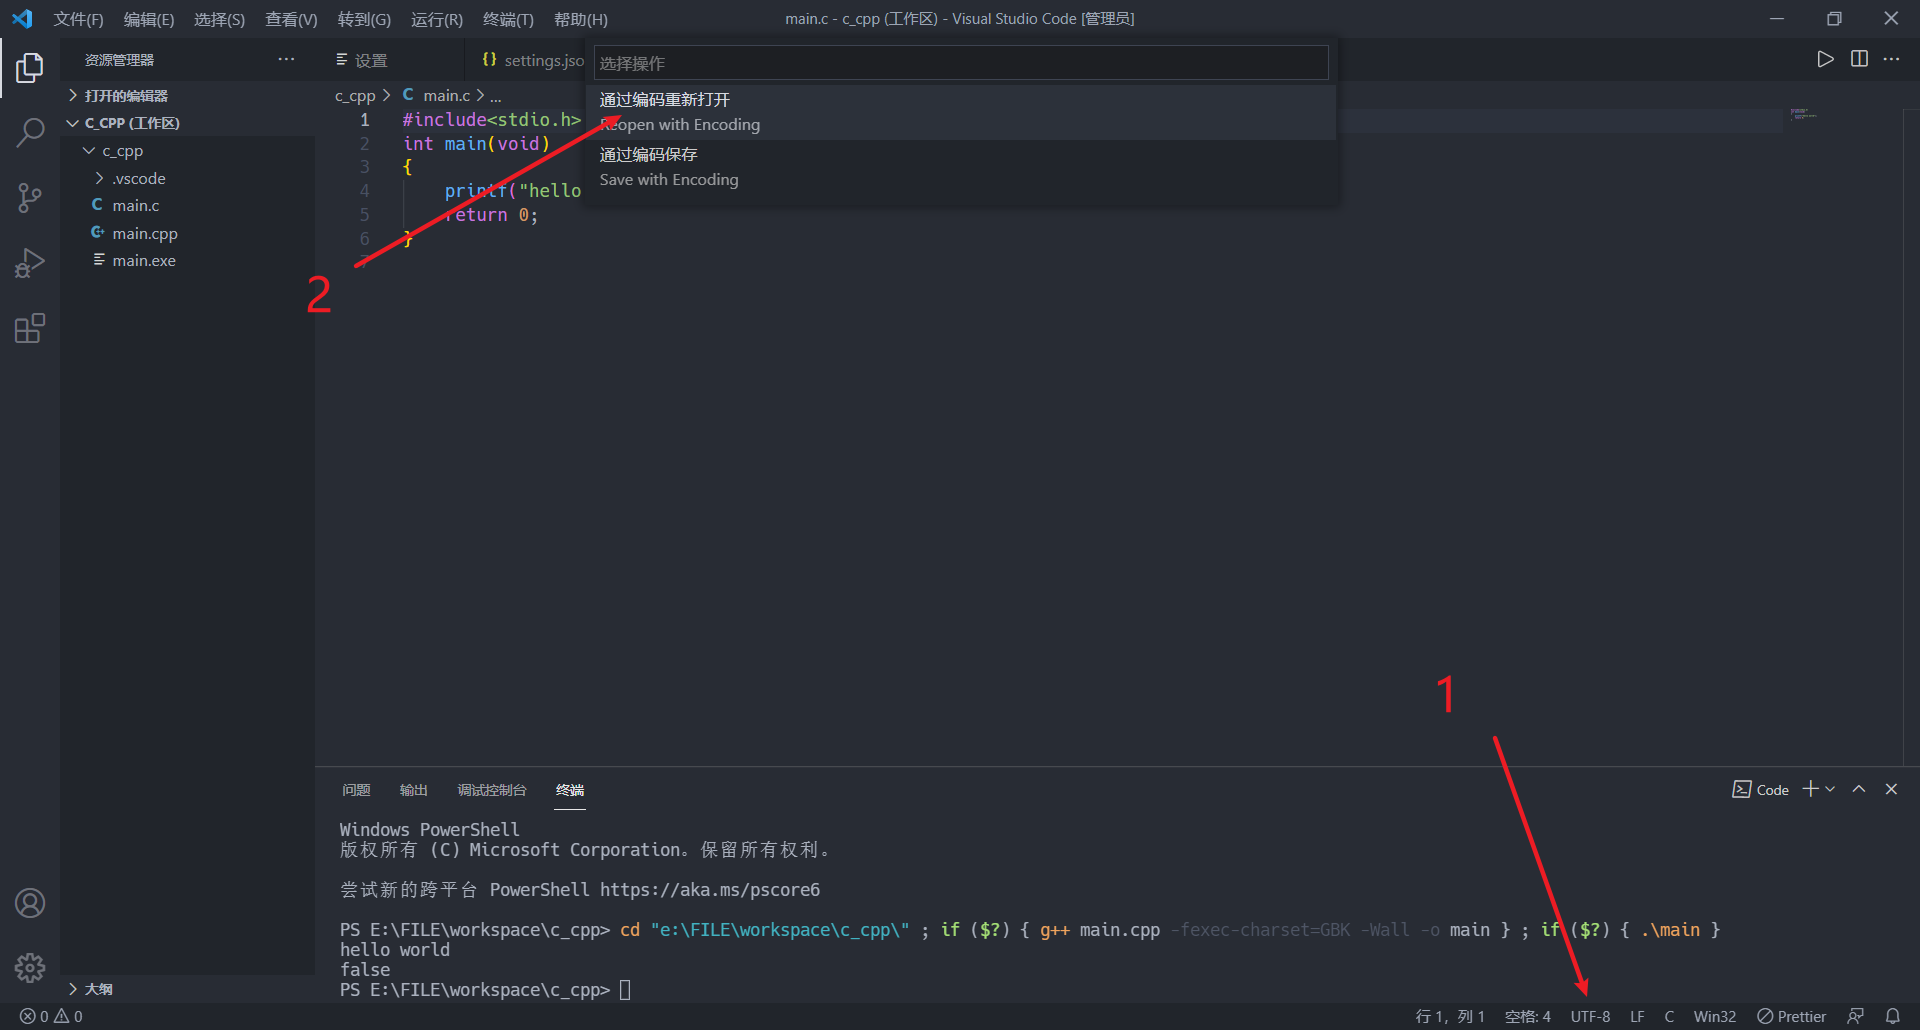 文件(F) 编辑(E) 选择(S) 查看(V) 转到(G) 运行(R) 终端(T) 帮助(H) main.c - c_cpp (工作区) - Visual Studio Code [管理员]
资源管理器 ···
设置
{} settings.jso
选择操作
打开的编辑器
C_CPP (工作区)
c_cpp
.vscode
C main.c
C+ main.cpp
main.exe
大纲
c_cpp > C main.c > ...
通过编码重新打开
Reopen with Encoding
通过编码保存
Save with Encoding
1 #include<stdio.h>
2 int main(void)
3 {
4 printf("hello
5 return 0;
6 }
7
2
1
问题 输出 调试控制台 终端 Code
Windows PowerShell
版权所有 (C) Microsoft Corporation。保留所有权利。
尝试新的跨平台 PowerShell https://aka.ms/pscore6
PS E:\FILE\workspace\c_cpp> cd "e:\FILE\workspace\c_cpp\" ; if ($?) { g++ main.cpp -fexec-charset=GBK -Wall -o main } ; if ($?) { .\main }
hello world
false
PS E:\FILE\workspace\c_cpp>
0 0 行 1，列 1 空格: 4 UTF-8 LF C Win32 Prettier